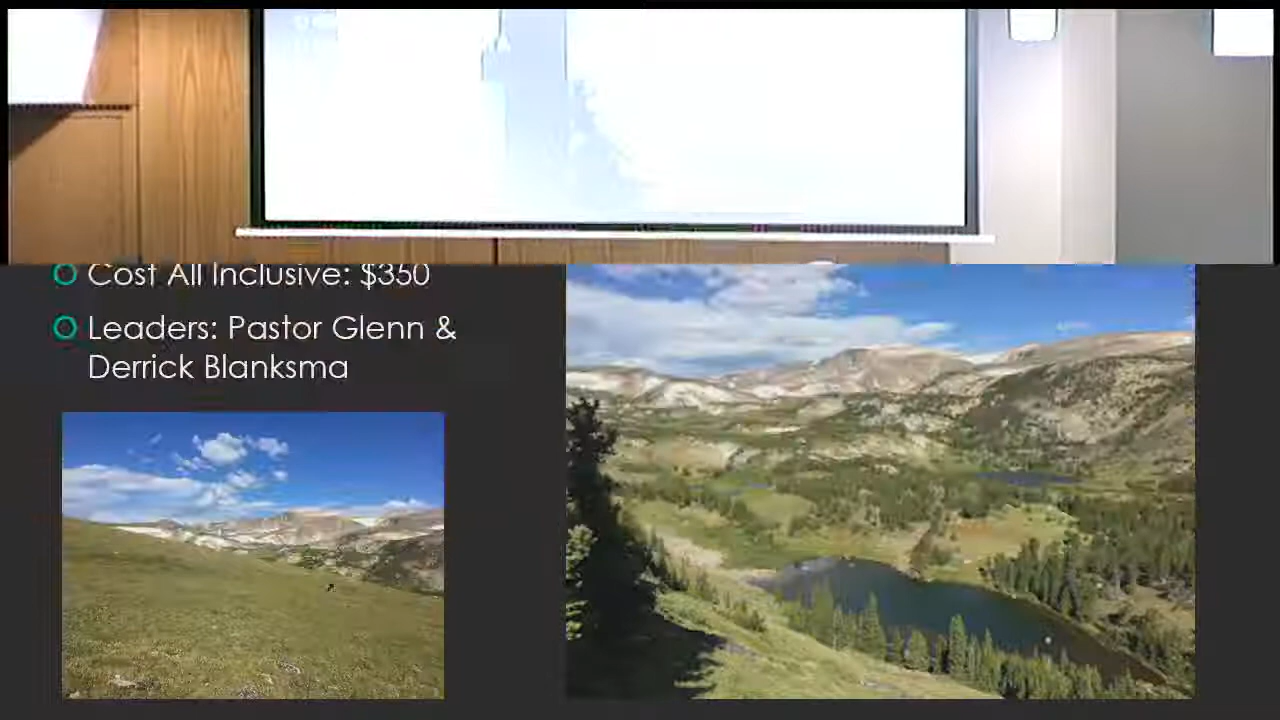 Cost All Inclusive: $350
Leaders: Pastor Glenn &
Derrick Blanksma